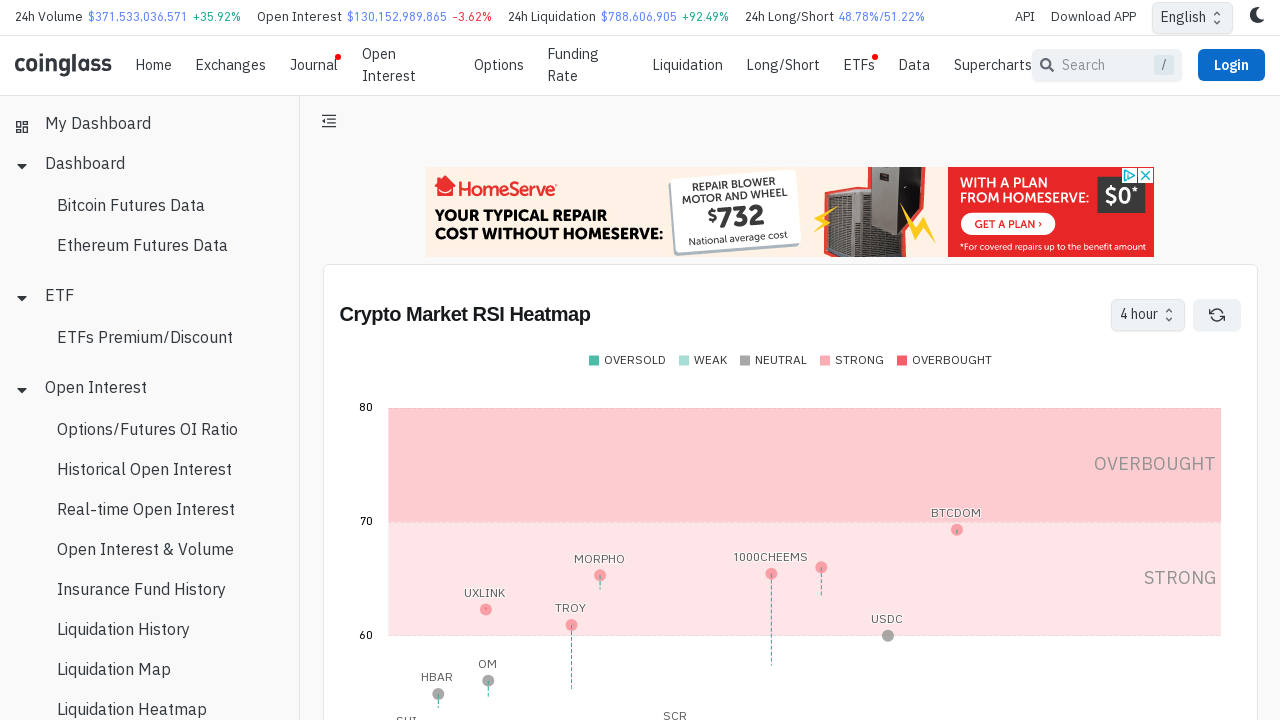 24h Volume $371,533,036,571 +35.92% Open Interest $130,152,989,865 -3.62% 24h Liquidation $788,606,905 +92.49% 24h Long/Short 48.78%/51.22% API Download APP English
coinglass Home Exchanges Journal Open Interest Options Funding Rate Liquidation Long/Short ETFs Data Supercharts Search / Login
My Dashboard
Dashboard
Bitcoin Futures Data
Ethereum Futures Data
ETF
ETFs Premium/Discount
Open Interest
Options/Futures OI Ratio
Historical Open Interest
Real-time Open Interest
Open Interest & Volume
Insurance Fund History
Liquidation History
Liquidation Map
Liquidation Heatmap
HomeServe
YOUR TYPICAL REPAIR
COST WITHOUT HOMESERVE:
REPAIR BLOWER
MOTOR AND WHEEL
$732
National average cost
WITH A PLAN
FROM HOMESERVE:
$0*
GET A PLAN ›
*For covered repairs up to the benefit amount
Crypto Market RSI Heatmap 4 hour
OVERSOLD WEAK NEUTRAL STRONG OVERBOUGHT
80
OVERBOUGHT
BTCDOM
70
MORPHO 1000CHEEMS
STRONG
UXLINK
TROY
USDC
60
OM
HBAR
SCR
SUI